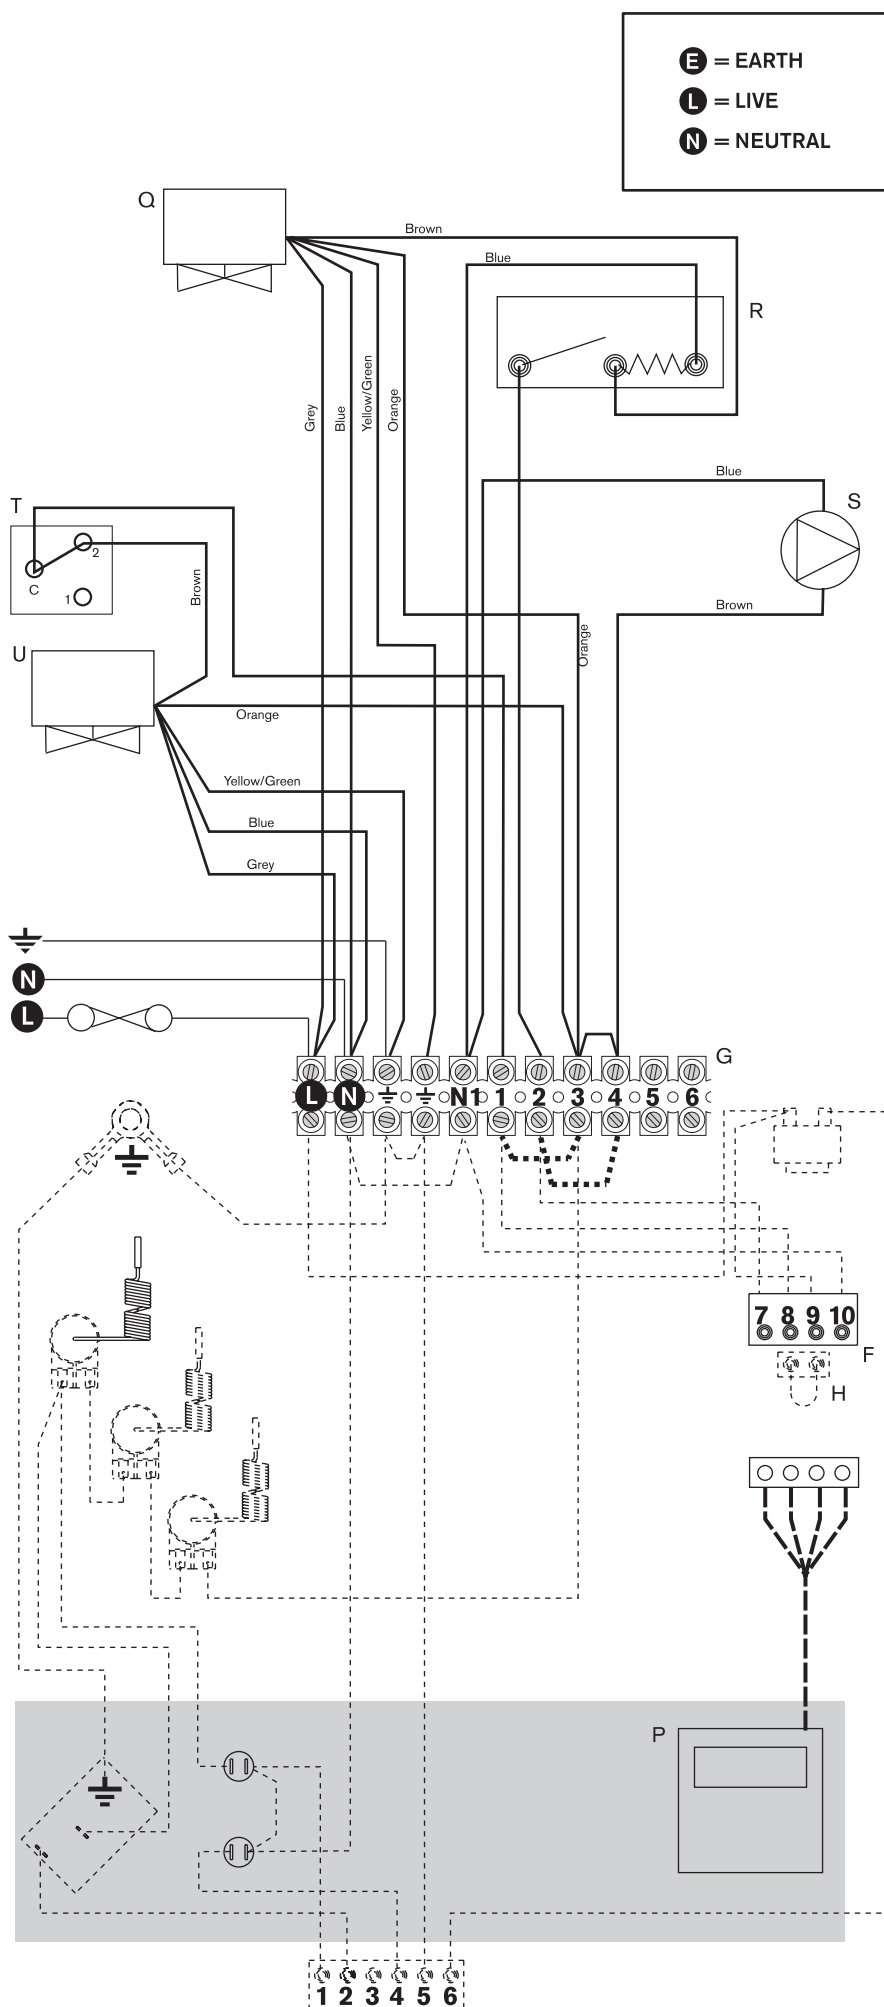 E = EARTH
L = LIVE
N = NEUTRAL
Q
Brown
Blue
R
Grey
Blue
Yellow/Green
Orange
Blue
S
T
2
C
1
Brown
Brown
Orange
U
Orange
Yellow/Green
Blue
Grey
N
L
G
L N N1 1 2 3 4 5 6
7 8 9 10
F
H
P
1 2 3 4 5 6